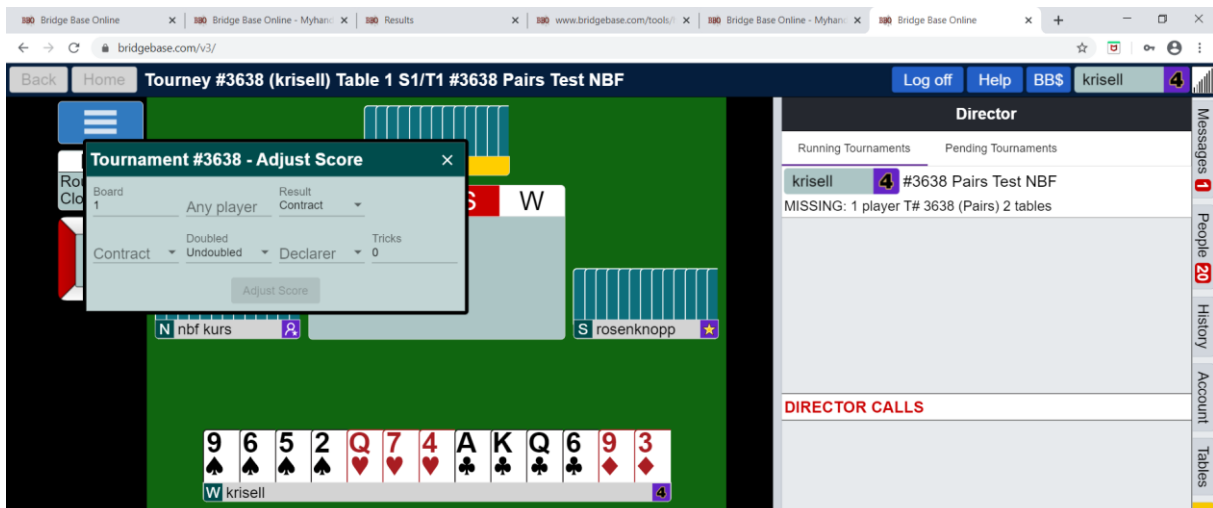 Bridge Base Online
Bridge Base Online - Myhand
Results
www.bridgebase.com/tools/
Bridge Base Online - Myhand
Bridge Base Online
bridgebase.com/v3/
Back Home Tourney #3638 (krisell) Table 1 S1/T1 #3638 Pairs Test NBF Log off Help BB$ krisell 4
Tournament #3638 - Adjust Score
Board
1
Any player
Result
Contract
Contract
Doubled
Undoubled
Declarer
Tricks
0
Adjust Score
Clo
W
N nbf kurs
S rosenknopp
9 6 5 2 Q 7 4 A K Q 6 9 3
W krisell 4
Director
Running Tournaments Pending Tournaments
krisell 4 #3638 Pairs Test NBF
MISSING: 1 player T# 3638 (Pairs) 2 tables
DIRECTOR CALLS
Messages 1
People 20
History
Account
Tables